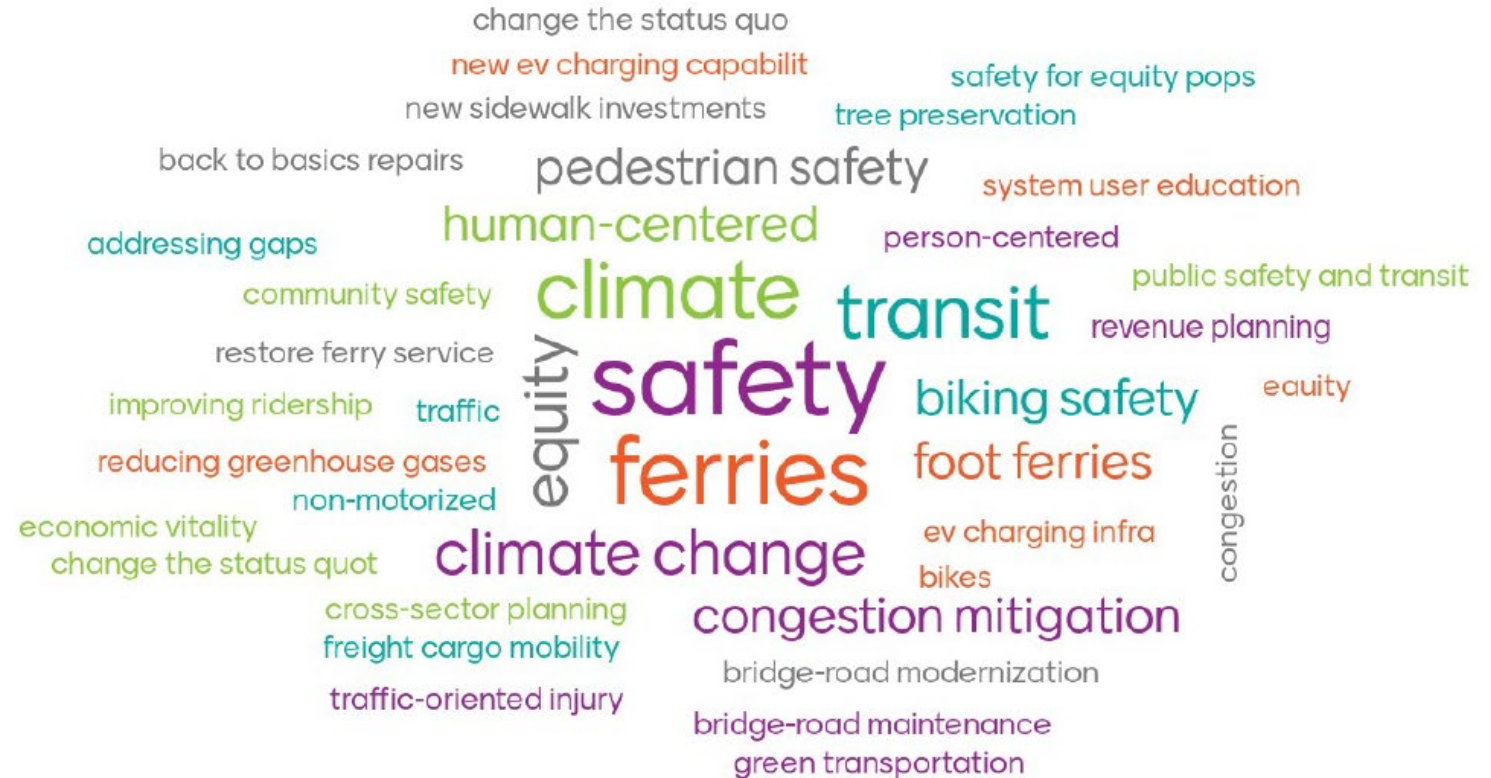 change the status quo
new ev charging capabilit
safety for equity pops
new sidewalk investments
tree preservation
back to basics repairs
pedestrian safety
system user education
human-centered
person-centered
addressing gaps
public safety and transit
community safety
climate
transit
revenue planning
restore ferry service
equity
safety
biking safety
eauity
improving ridership
traffic
reducing greenhouse gases
ferries
foot ferries
congestion
non-motorized
economic vitality
ev charging infra
change the status quot
climate change
bikes
cross-sector planning
congestion mitigation
freight cargo mobility
bridge-road modernization
traffic-oriented injury
bridge-road maintenance
green transportation